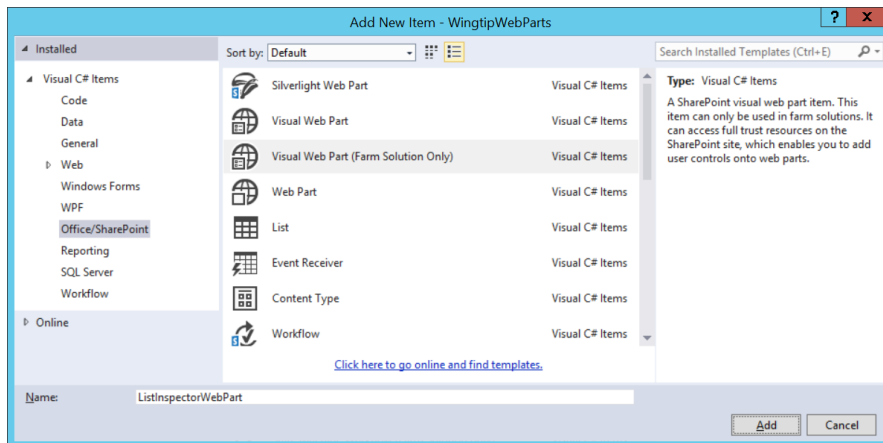 Add New Item - WingtipWebParts
? x
Installed
Sort by: Default
Search Installed Templates (Ctrl+E)
Visual C# Items
Code
Data
General
Web
Windows Forms
WPF
Office/SharePoint
Reporting
SQL Server
Workflow
Online
Silverlight Web Part Visual C# Items
Visual Web Part Visual C# Items
Visual Web Part (Farm Solution Only) Visual C# Items
Web Part Visual C# Items
List Visual C# Items
Event Receiver Visual C# Items
Content Type Visual C# Items
Workflow Visual C# Items
Click here to go online and find templates.
Type: Visual C# Items
A SharePoint visual web part item. This
item can only be used in farm solutions. It
can access full trust resources on the
SharePoint site, which enables you to add
user controls onto web parts.
Name: ListInspectorWebPart
Add Cancel